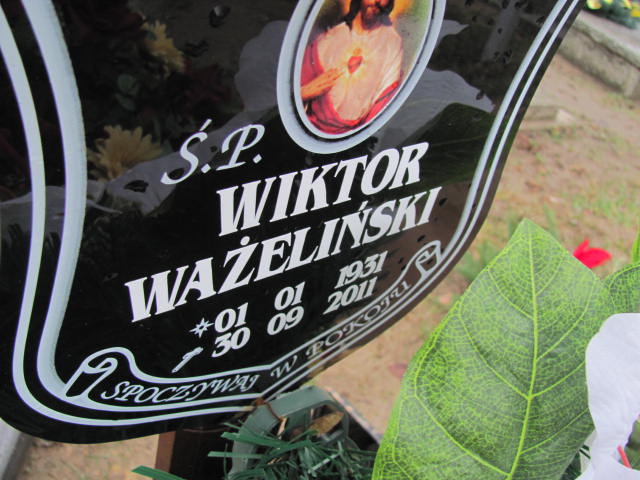 Ś.P.
WIKTOR
WAŻELIŃSKI
01 01 1931
30 09 2011
SPOCZYWAJ W POKOJU